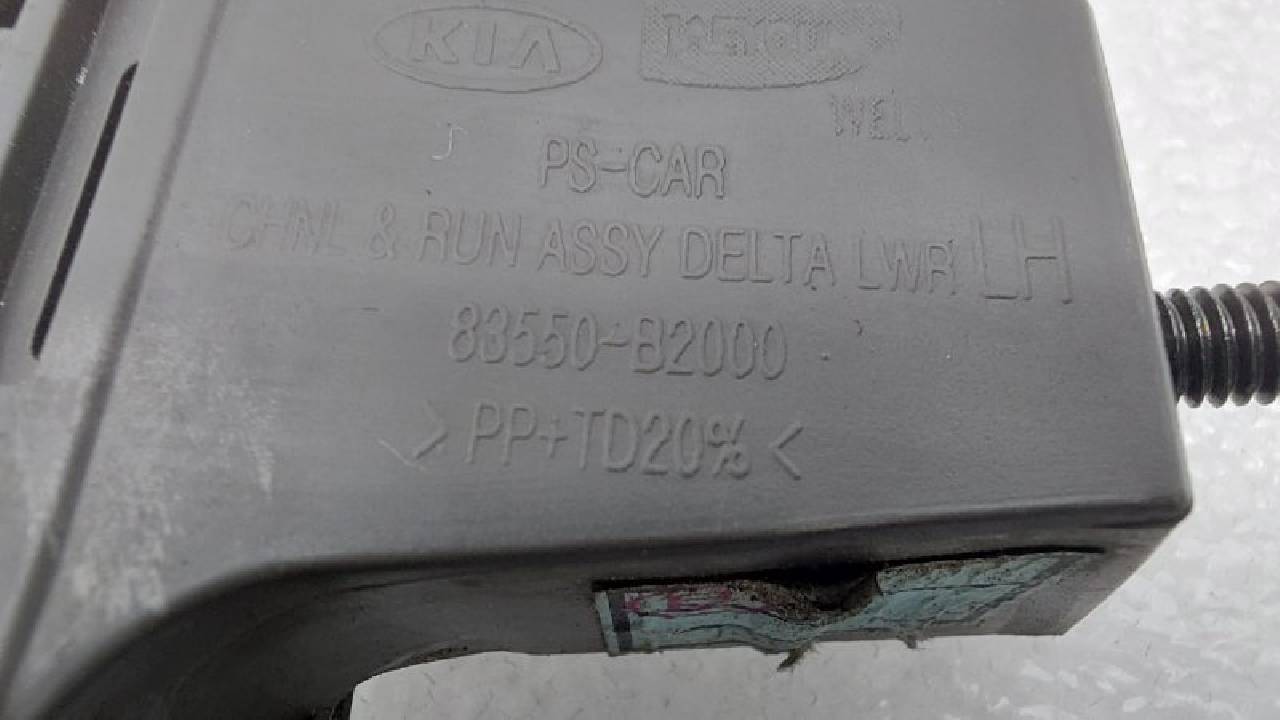 KIA
PS-CAR
CHNL & RUN ASSY DELTA LWR LH
83550-B2000
>PP+TD20%<